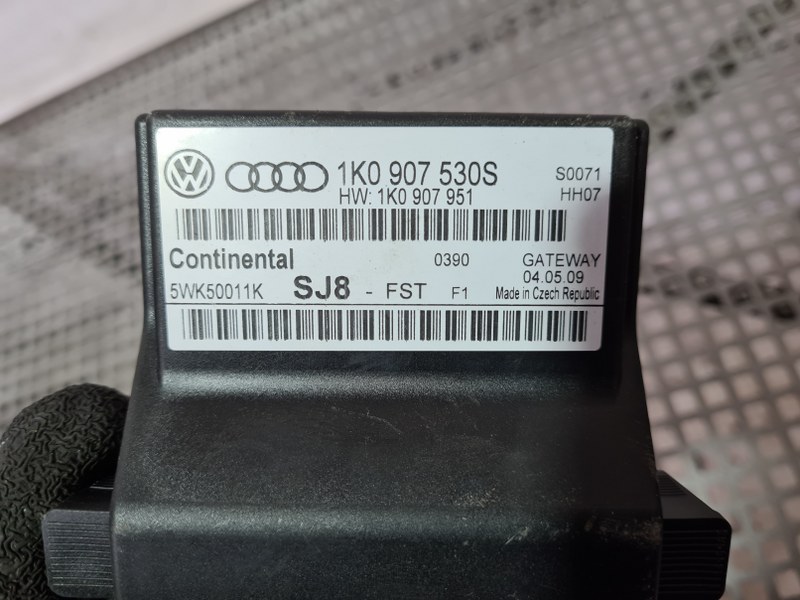 1K0 907 530S S0071
HW: 1K0 907 951 HH07
Continental 0390 GATEWAY
04.05.09
5WK50011K SJ8 - FST F1 Made in Czech Republic